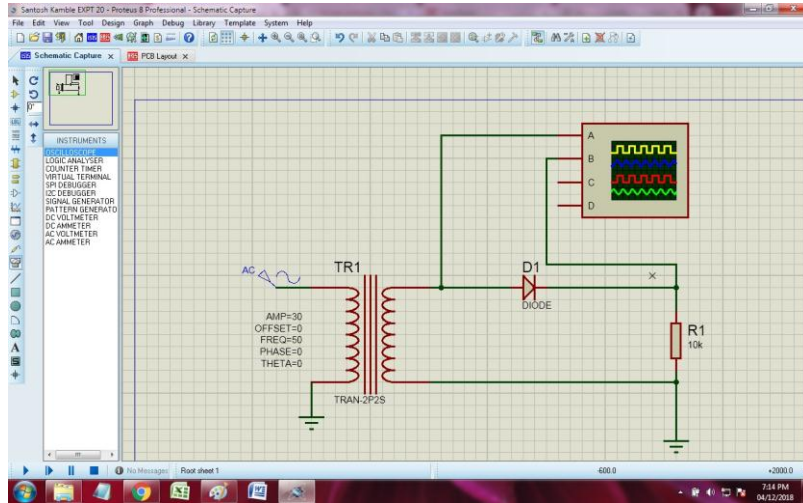 Santosh Kamble EXPT 20 - Proteus 8 Professional - Schematic Capture
File Edit View Tool Design Graph Debug Library Template System Help
Schematic Capture x PCB Layout x
0°
INSTRUMENTS
OSCILLOSCOPE
LOGIC ANALYSER
COUNTER TIMER
VIRTUAL TERMINAL
SPI DEBUGGER
I2C DEBUGGER
SIGNAL GENERATOR
PATTERN GENERATO
DC VOLTMETER
DC AMMETER
AC VOLTMETER
AC AMMETER
A
B
C
D
AC
TR1
D1
DIODE
AMP=30
OFFSET=0
FREQ=50
PHASE=0
THETA=0
R1
10k
TRAN-2P2S
No Messages Root sheet 1 -600.0 +2000.0
7:14 PM
04/12/2018